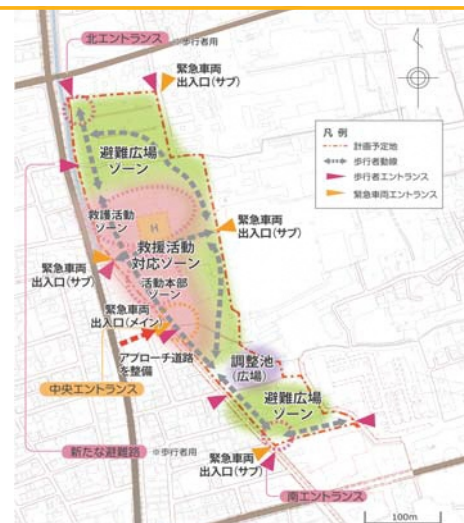 北エントランス ※歩行者用
緊急車両
出入口(サブ)
凡例
計画予定地
歩行者動線
歩行者エントランス
緊急車両エントランス
避難広場
ゾーン
救護活動
ゾーン
H
緊急車両
出入口(サブ)
救援活動
対応ゾーン
緊急車両
出入口(サブ)
活動本部
ゾーン
緊急車両
出入口(メイン)
アプローチ道路
を整備
調整池
(広場)
中央エントランス
避難広場
ゾーン
新たな避難路 ※歩行者用
緊急車両
出入口(サブ)
南エントランス
100m